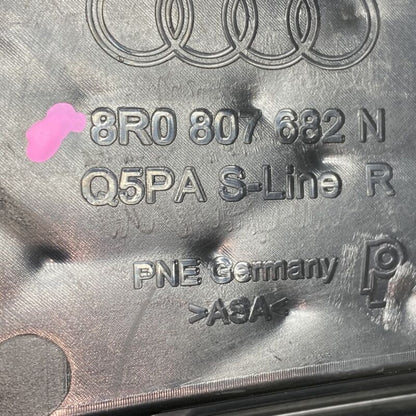 8R0 807 682 N
Q5PA S-Line R
PNE Germany
>ASA<